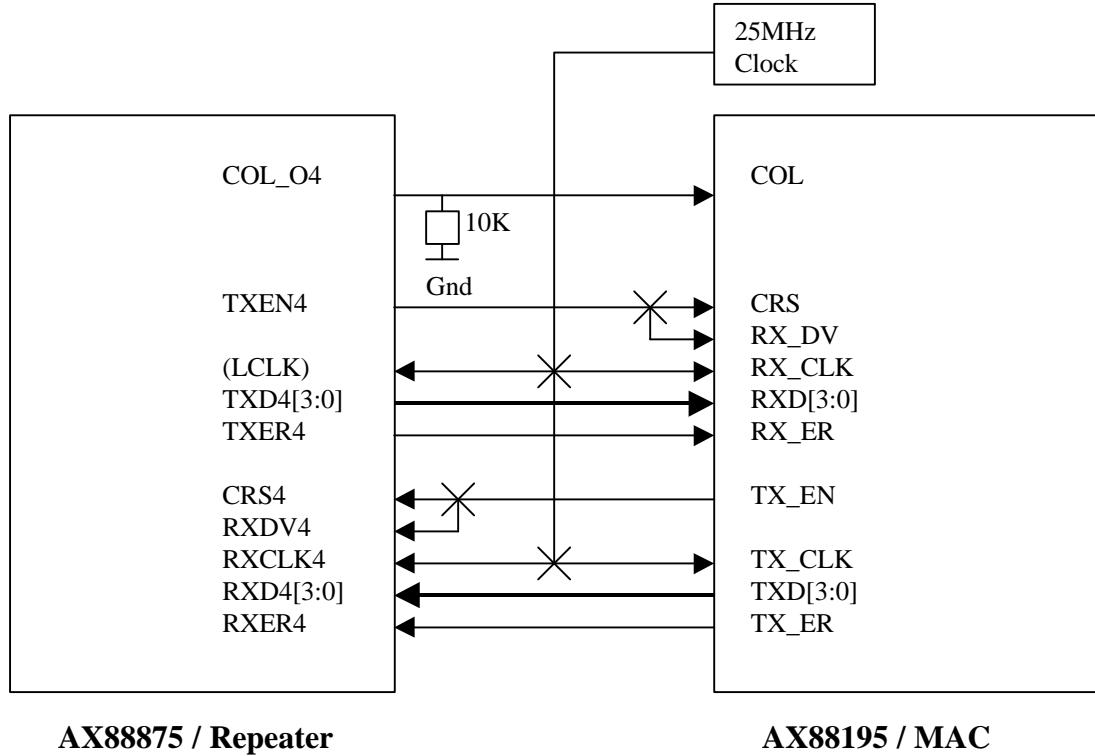 25MHz
Clock
COL_O4
COL
10K
Gnd
TXEN4
CRS
RX_DV
(LCLK)
RX_CLK
TXD4[3:0]
RXD[3:0]
TXER4
RX_ER
CRS4
TX_EN
RXDV4
RXCLK4
TX_CLK
RXD4[3:0]
TXD[3:0]
RXER4
TX_ER
AX88875 / Repeater
AX88195 / MAC